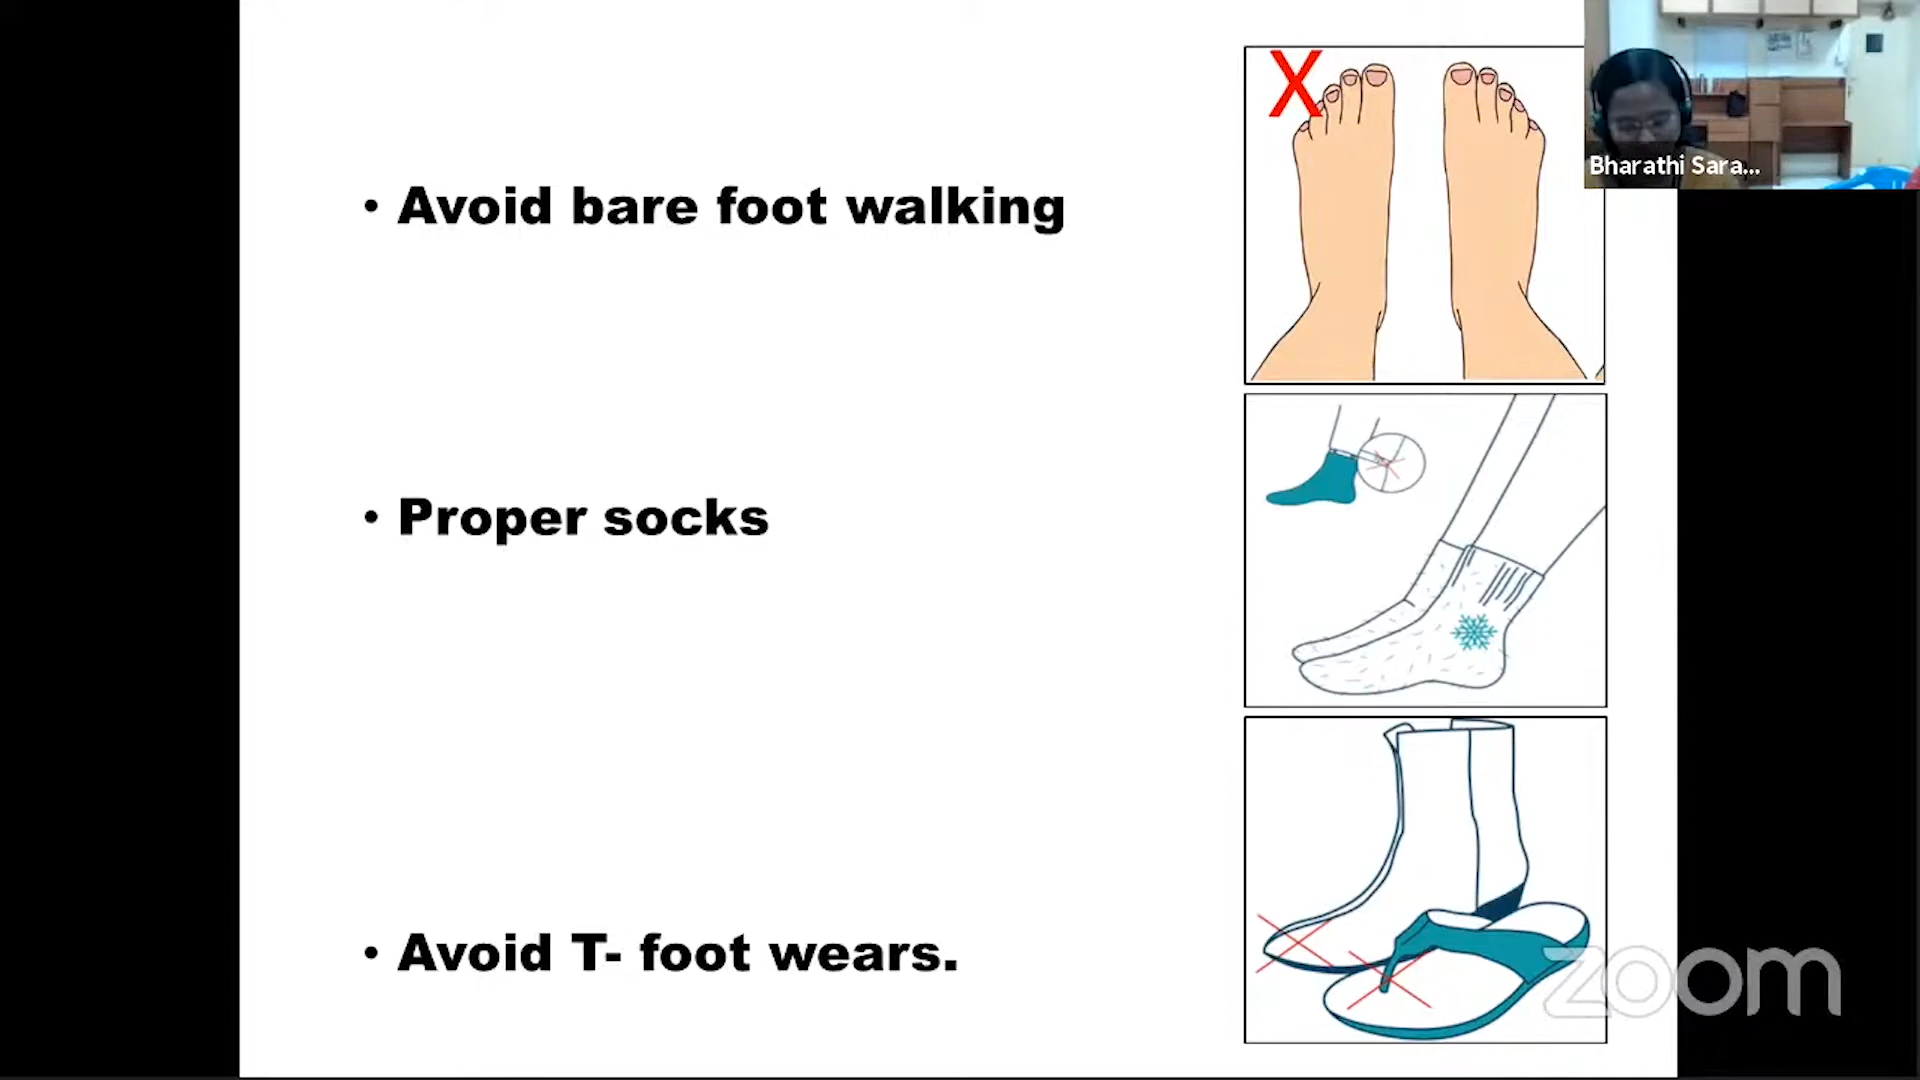 X
Bharathi Sara...
• Avoid bare foot walking
• Proper socks
• Avoid T- foot wears.
zoom